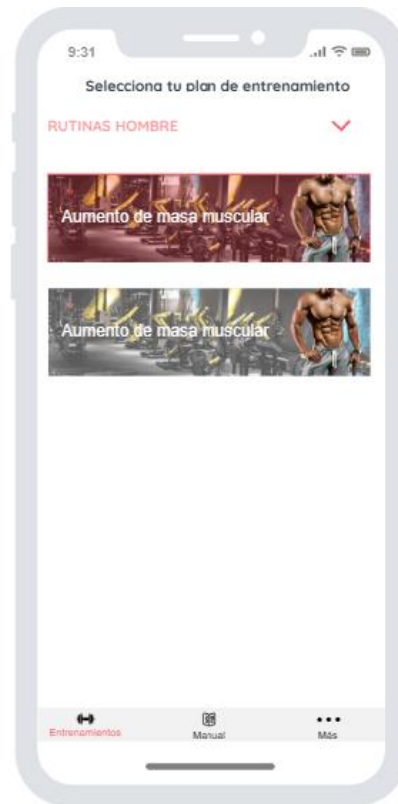 9:31
Selecciona tu plan de entrenamiento
RUTINAS HOMBRE
Aumento de masa muscular
Aumento de masa muscular
Entrenamientos
Manual
Más